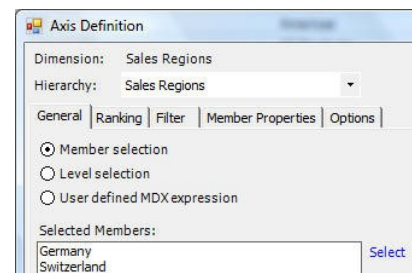 Axis Definition
Dimension: Sales Regions
Hierarchy: Sales Regions
General Ranking Filter Member Properties Options
Member selection
Level selection
User defined MDX expression
Selected Members:
Germany Select
Switzerland